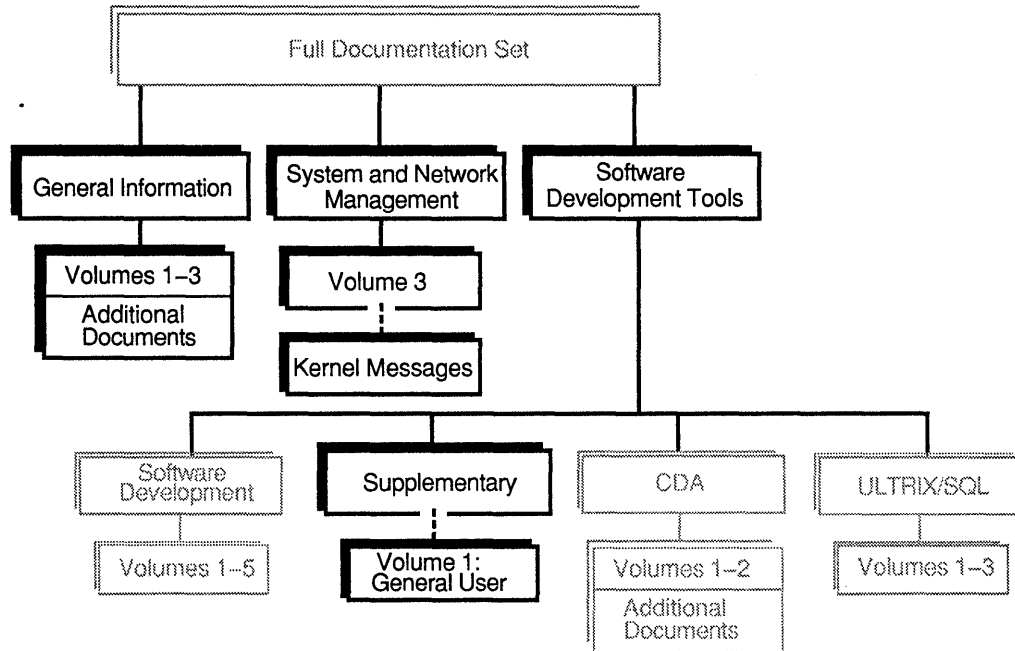 Full Documentation Set
General Information
System and Network
Management
Software
Development Tools
Volumes 1–3
Additional
Documents
Volume 3
Kernel Messages
Software
Development
Supplementary
CDA
ULTRIX/SQL
Volumes 1–5
Volume 1:
General User
Volumes 1–2
Additional
Documents
Volumes 1–3